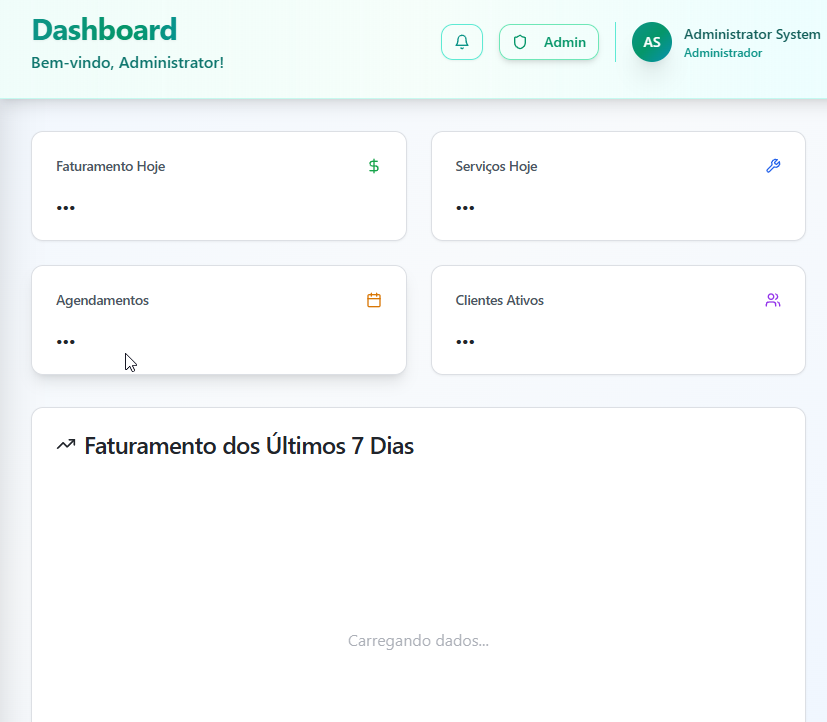 Dashboard
Bem-vindo, Administrator!
Admin
AS
Administrator System
Administrador
Faturamento Hoje
...
Serviços Hoje
...
Agendamentos
...
Clientes Ativos
...
Faturamento dos Últimos 7 Dias
Carregando dados...